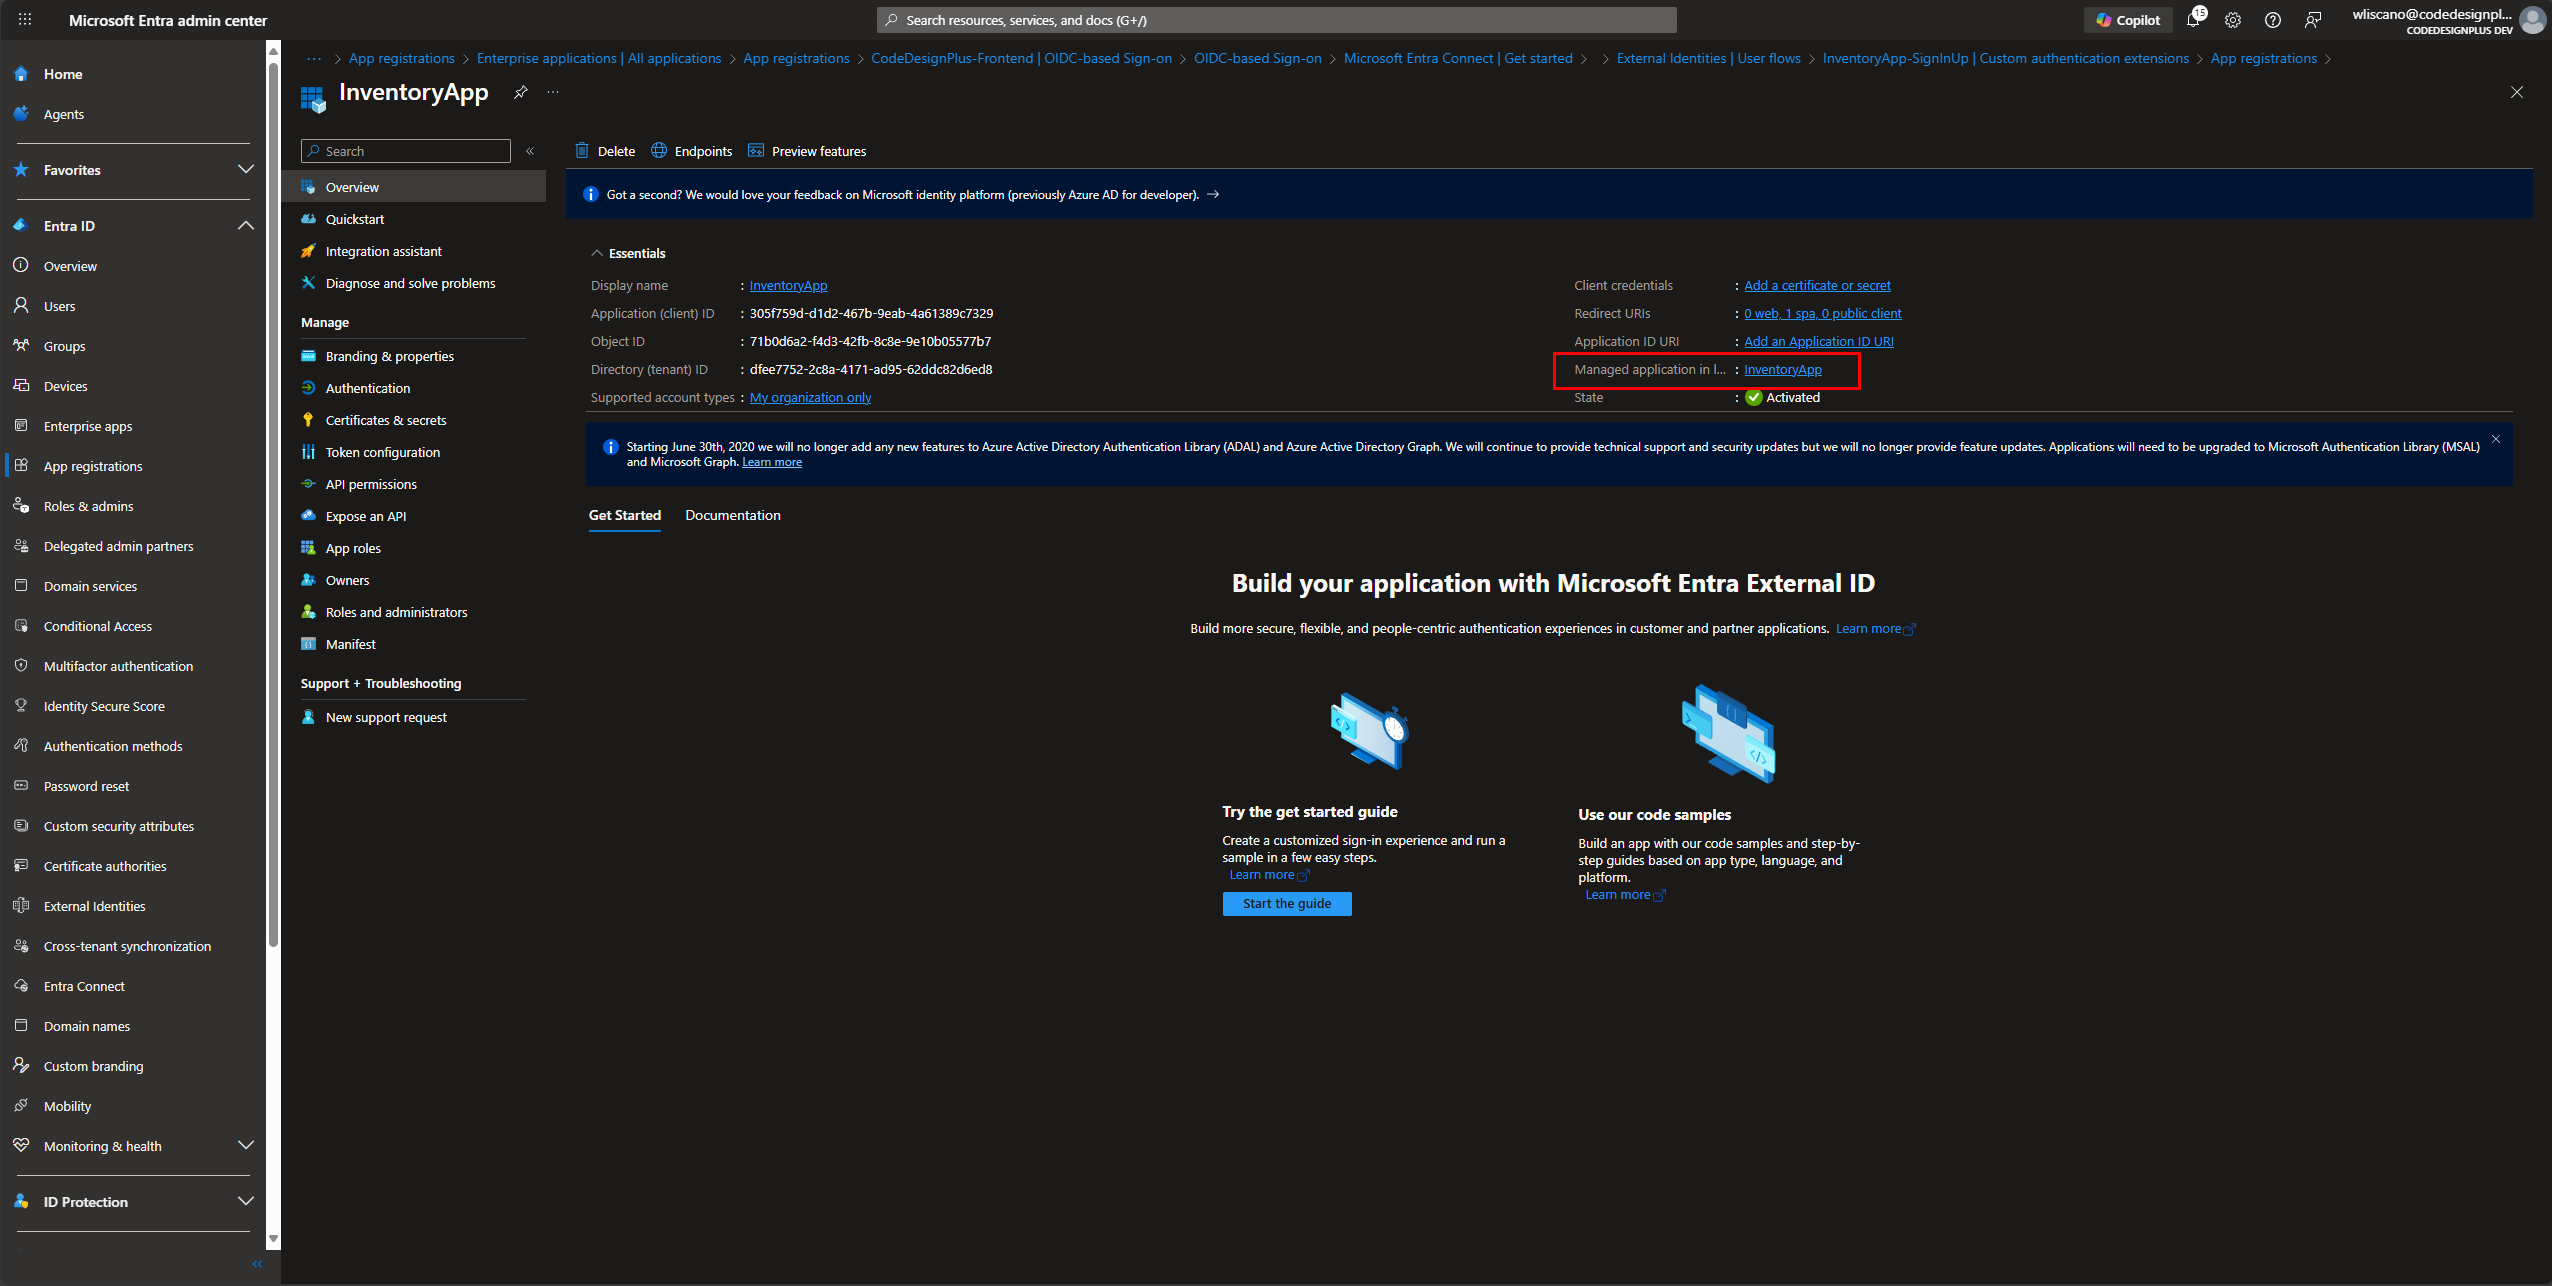 Microsoft Entra admin center
Search resources, services, and docs (G+/)
Copilot
15
wliscano@codedesignpl...
CODEDESIGNPLUS DEV
Home
Agents
Favorites
Entra ID
Overview
Users
Groups
Devices
Enterprise apps
App registrations
Roles & admins
Delegated admin partners
Domain services
Conditional Access
Multifactor authentication
Identity Secure Score
Authentication methods
Password reset
Custom security attributes
Certificate authorities
External Identities
Cross-tenant synchronization
Entra Connect
Domain names
Custom branding
Mobility
Monitoring & health
ID Protection
... > App registrations > Enterprise applications | All applications > App registrations > CodeDesignPlus-Frontend | OIDC-based Sign-on > OIDC-based Sign-on > Microsoft Entra Connect | Get started > > External Identities | User flows > InventoryApp-SignInUp | Custom authentication extensions > App registrations >
InventoryApp
Search
Overview
Quickstart
Integration assistant
Diagnose and solve problems
Manage
Branding & properties
Authentication
Certificates & secrets
Token configuration
API permissions
Expose an API
App roles
Owners
Roles and administrators
Manifest
Support + Troubleshooting
New support request
Delete
Endpoints
Preview features
Got a second? We would love your feedback on Microsoft identity platform (previously Azure AD for developer). →
Essentials
Display name : InventoryApp
Application (client) ID : 305f759d-d1d2-467b-9eab-4a61389c7329
Object ID : 71b0d6a2-f4d3-42fb-8c8e-9e10b05577b7
Directory (tenant) ID : dfee7752-2c8a-4171-ad95-62ddc82d6ed8
Supported account types : My organization only
Client credentials : Add a certificate or secret
Redirect URIs : 0 web, 1 spa, 0 public client
Application ID URI : Add an Application ID URI
Managed application in l... : InventoryApp
State : Activated
Starting June 30th, 2020 we will no longer add any new features to Azure Active Directory Authentication Library (ADAL) and Azure Active Directory Graph. We will continue to provide technical support and security updates but we will no longer provide feature updates. Applications will need to be upgraded to Microsoft Authentication Library (MSAL)
and Microsoft Graph. Learn more
Get Started
Documentation
Build your application with Microsoft Entra External ID
Build more secure, flexible, and people-centric authentication experiences in customer and partner applications. Learn more
Try the get started guide
Create a customized sign-in experience and run a
sample in a few easy steps.
Learn more
Start the guide
Use our code samples
Build an app with our code samples and step-by-
step guides based on app type, language, and
platform.
Learn more